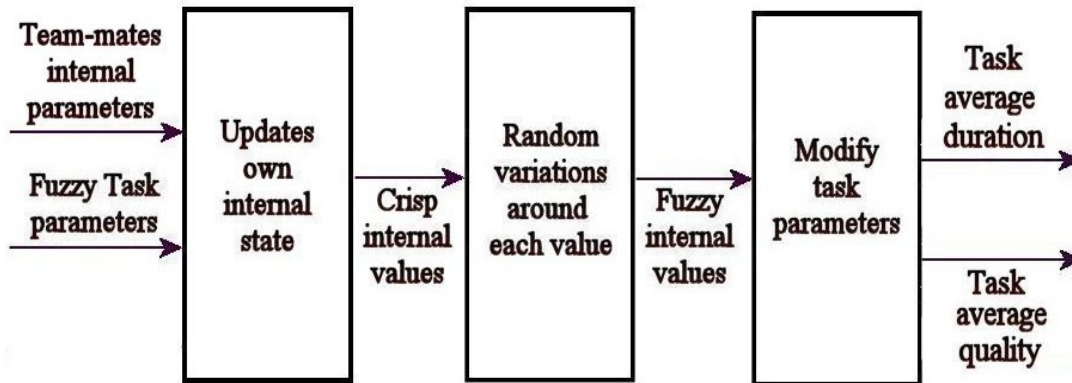 Team-mates
internal
parameters
Fuzzy Task
parameters
Updates
own
internal
state
Crisp
internal
values
Random
variations
around
each value
Fuzzy
internal
values
Modify
task
parameters
Task
average
duration
Task
average
quality